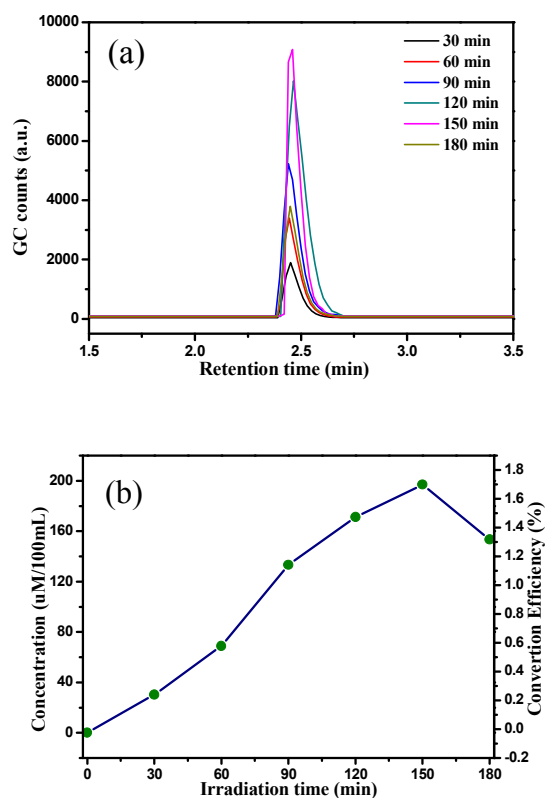 10000
8000
6000
4000
2000
0
GC counts (a.u.)
(a)
30 min
60 min
90 min
120 min
150 min
180 min
1.5 2.0 2.5 3.0 3.5
Retention time (min)
(b)
200
160
120
80
40
0
Concentration (uM/100mL)
1.8
1.6
1.4
1.2
1.0
0.8
0.6
0.4
0.2
0.0
-0.2
Convertion Efficiency (%)
0 30 60 90 120 150 180
Irradiation time (min)